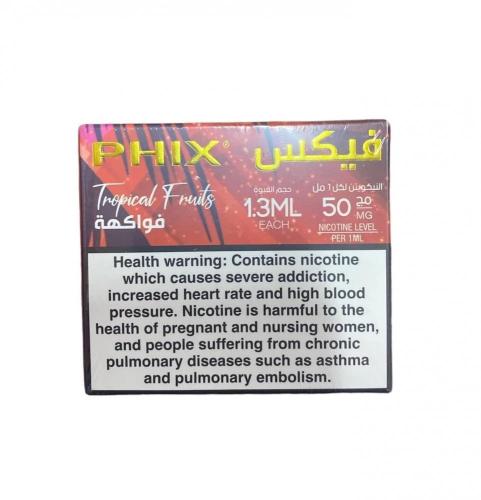 PHIX® فيكس
Tropical Fruits
فواكهة
حجم القبوة
1.3ML
EACH
النيكوتين لكل 1 مل
50 مج
MG
NICOTINE LEVEL
PER 1ML
Health warning: Contains nicotine
which causes severe addiction,
increased heart rate and high blood
pressure. Nicotine is harmful to the
health of pregnant and nursing women,
and people suffering from chronic
pulmonary diseases such as asthma
and pulmonary embolism.